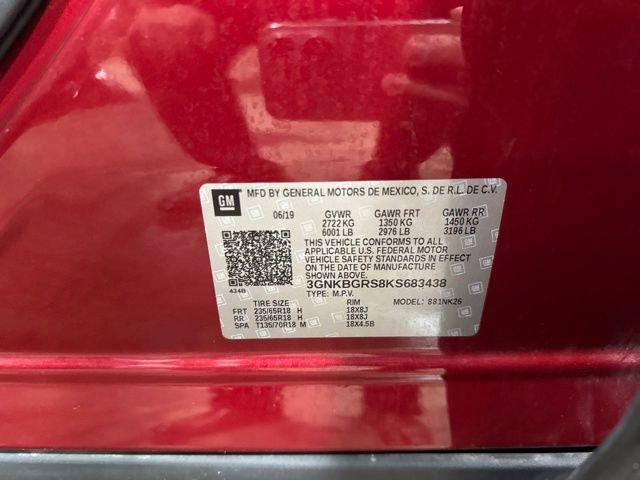 GM MFD BY GENERAL MOTORS DE MEXICO, S. DE R.L. DE C.V.
06/19 GVWR GAWR FRT GAWR RR
2722 KG 1350 KG 1450 KG
6001 LB 2976 LB 3196 LB
THIS VEHICLE CONFORMS TO ALL
APPLICABLE U.S. FEDERAL MOTOR
VEHICLE SAFETY STANDARDS IN EFFECT
ON THE DATE OF MANUFACTURE
SHOWN ABOVE.
3GNKBGRS8KS683438
434B TYPE: M.P.V. MODEL: 881NK26
TIRE SIZE
FRT 235/65R18 H 18X8J
RR 235/65R18 H 18X8J
SPA T135/70R18 M 18X4.5B